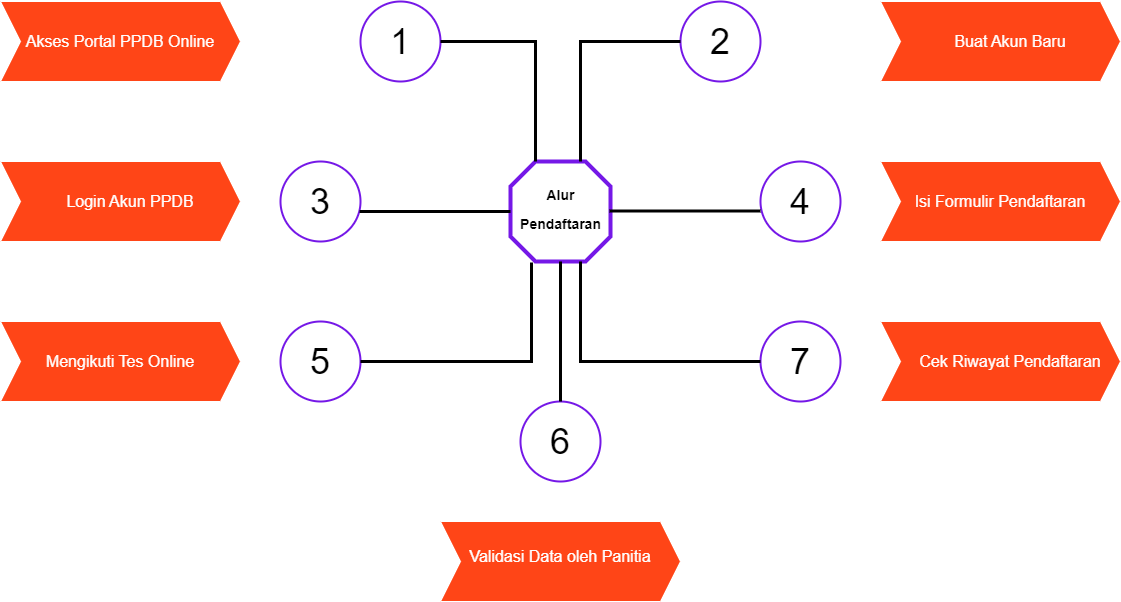 Akses Portal PPDB Online
1
2
Buat Akun Baru
Login Akun PPDB
3
Alur
Pendaftaran
4
Isi Formulir Pendaftaran
Mengikuti Tes Online
5
6
7
Cek Riwayat Pendaftaran
Validasi Data oleh Panitia